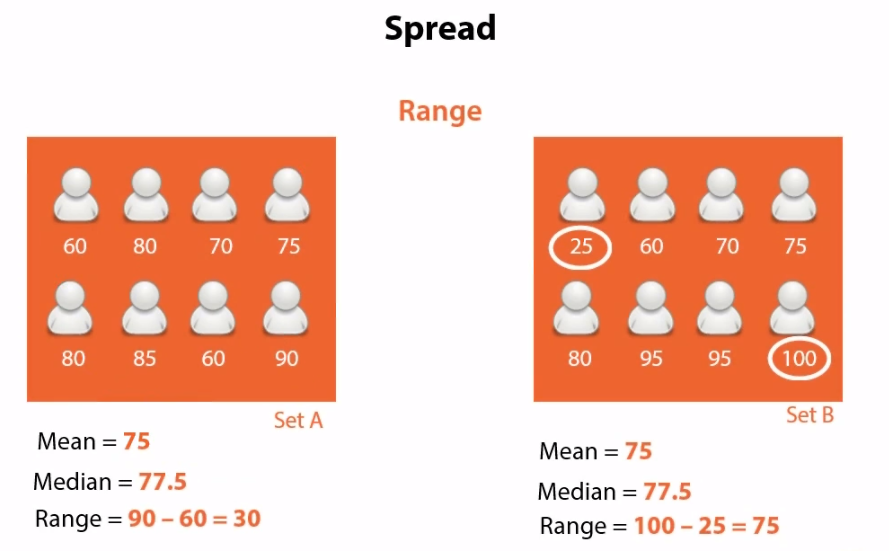 Spread
Range
60 80 70 75
80 85 60 90
Set A
Mean = 75
Median = 77.5
Range = 90 – 60 = 30
25 60 70 75
80 95 95 100
Set B
Mean = 75
Median = 77.5
Range = 100 – 25 = 75